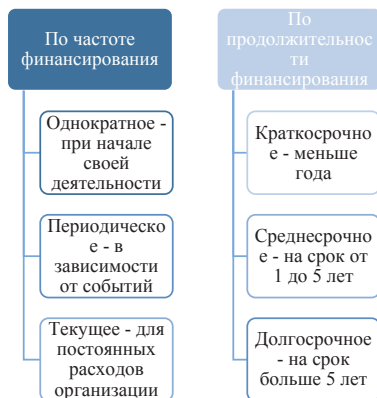 По частоте
финансирования
Однократное -
при начале
своей
деятельности
Периодическо
е - в
зависимости
от событий
Текущее - для
постоянных
расходов
организации
По
продолжительнос
ти
финансирования
Краткосрочно
е - меньше
года
Среднесрочно
е - на срок от
1 до 5 лет
Долгосрочное
- на срок
больше 5 лет